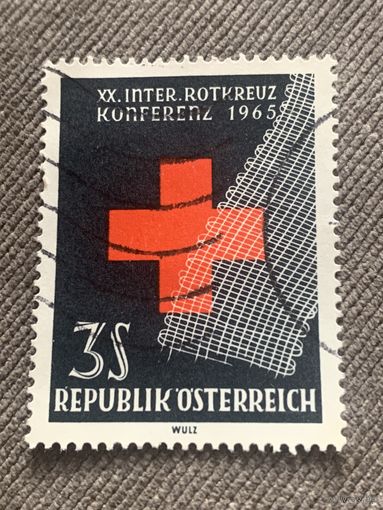 XX. INTER. ROTKREUZ
KONFERENZ 1965
3S
REPUBLIK ÖSTERREICH
WULZ